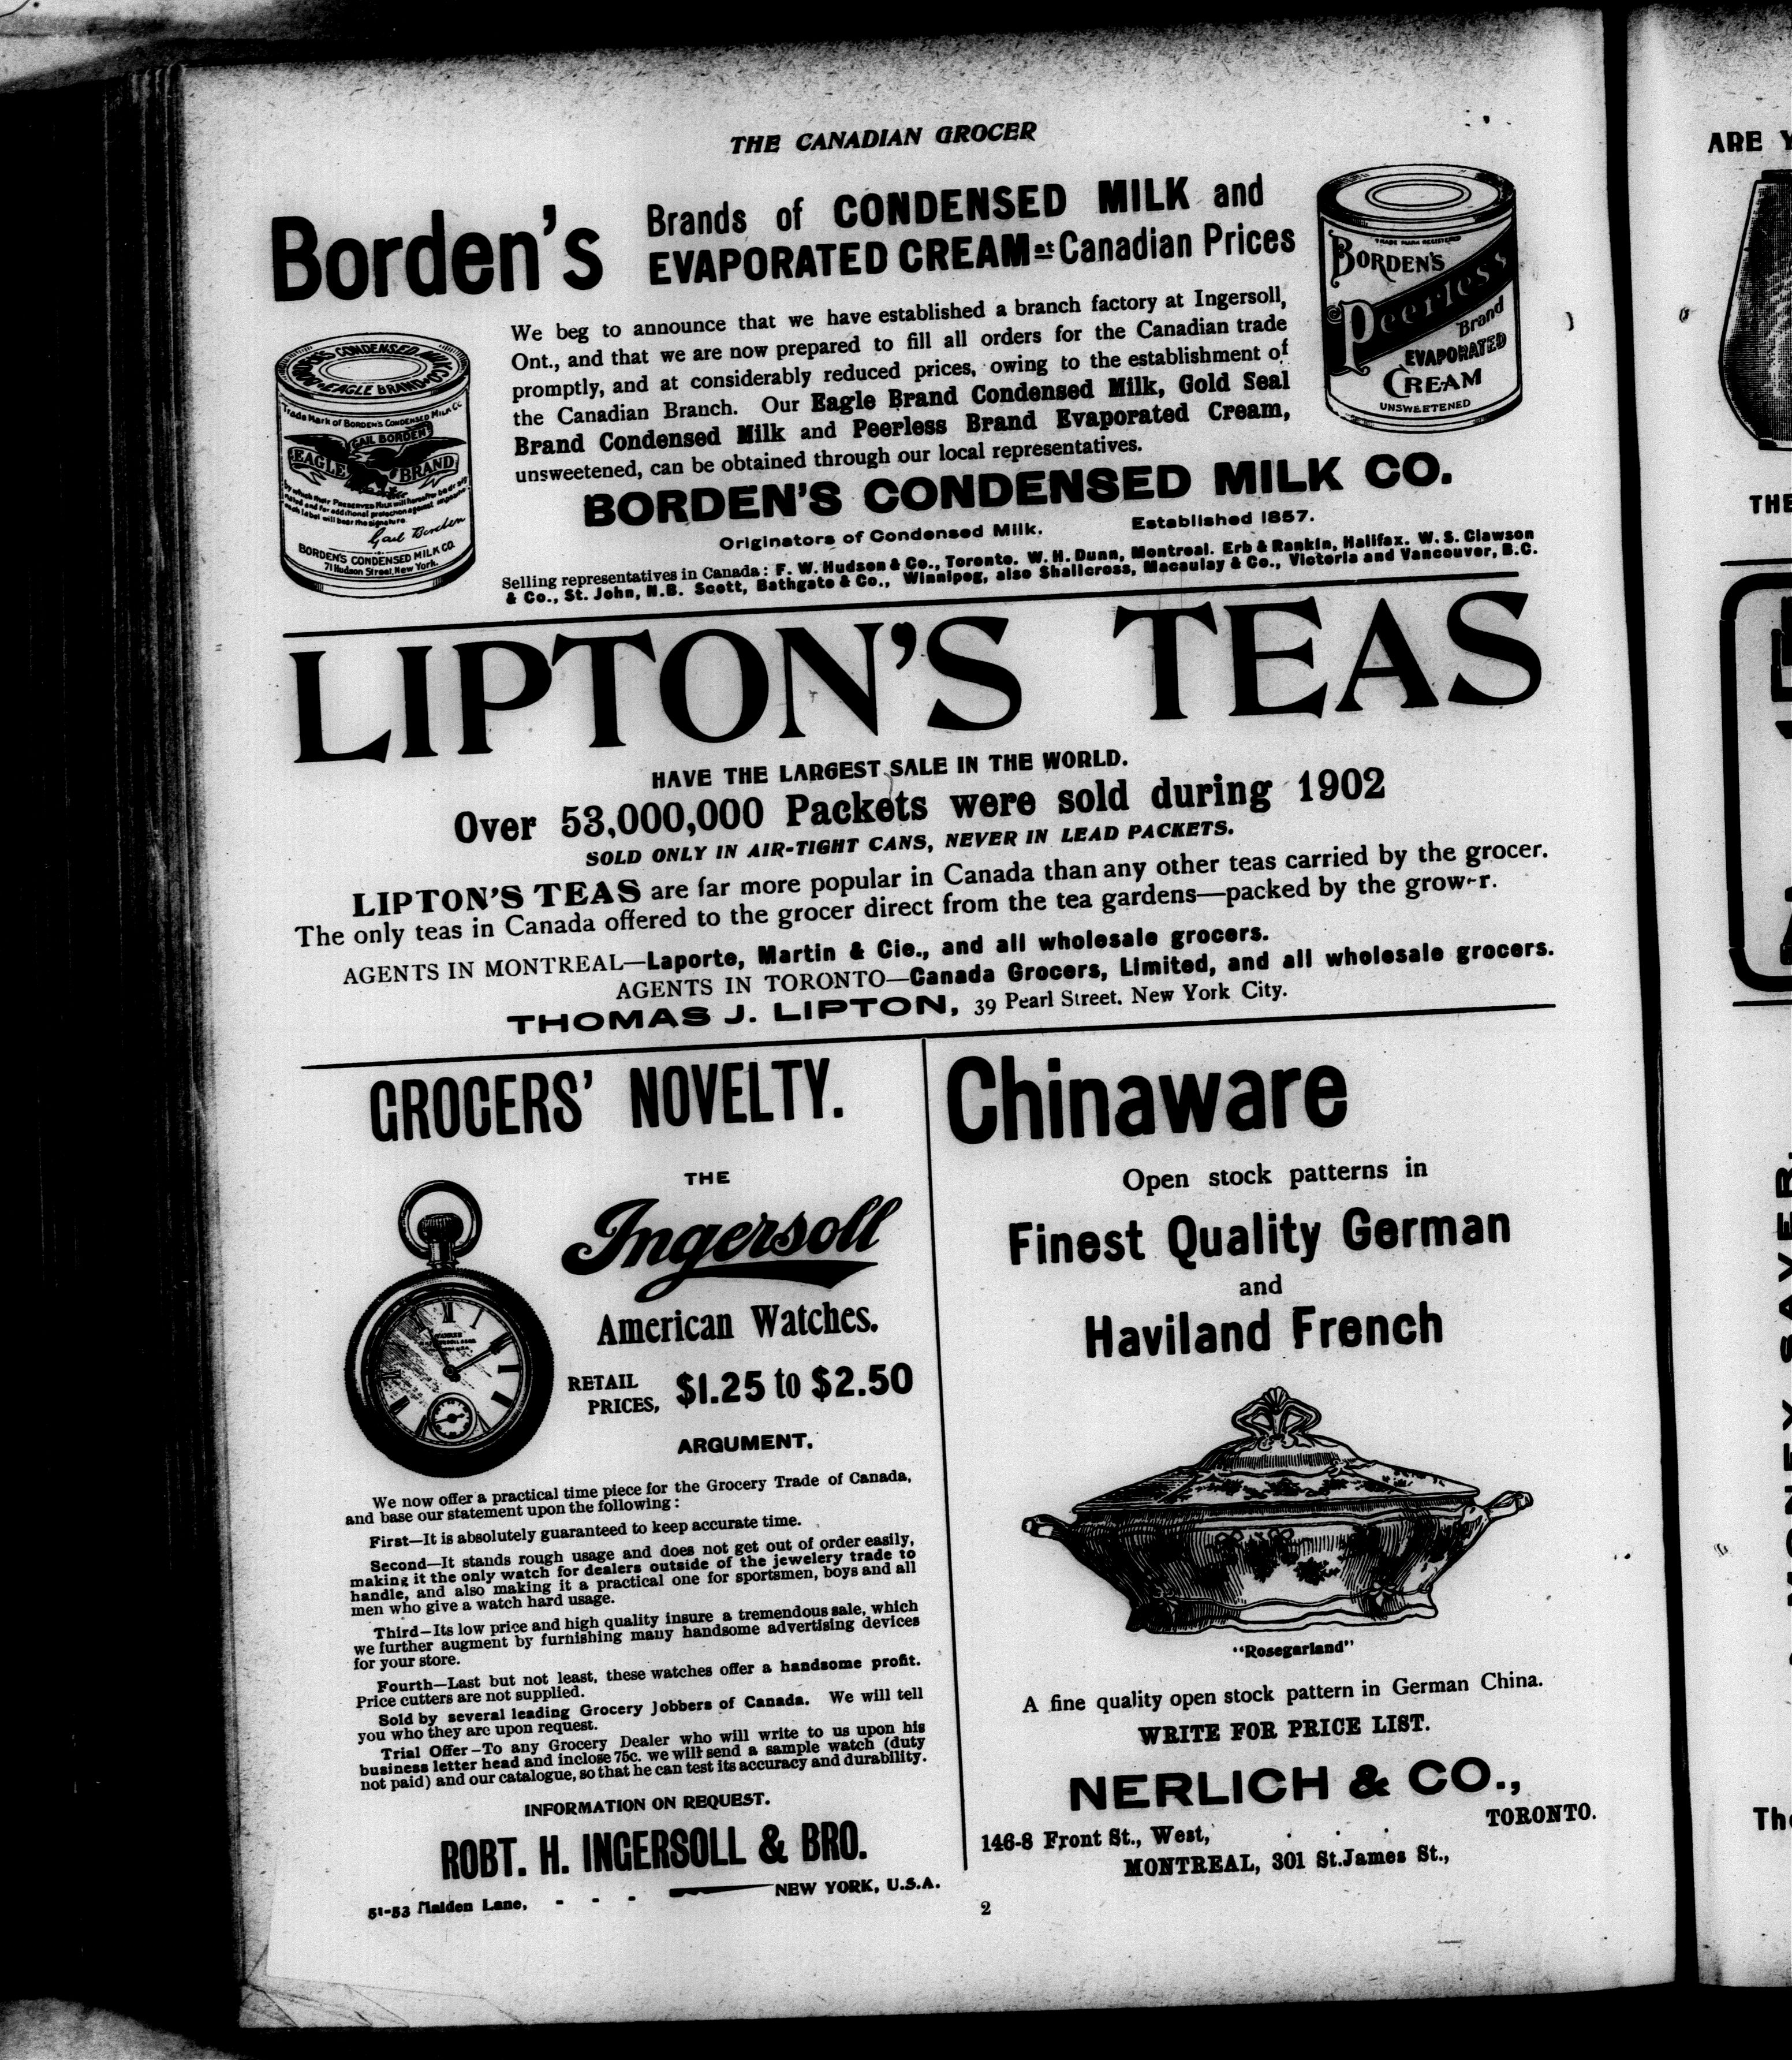 THE CANADIAN GROCER
Borden's
Brands of CONDENSED MILK and
EVAPORATED CREAM at Canadian Prices
We beg to announce that we have established a branch factory at Ingersoll,
Ont., and that we are now prepared to fill all orders for the Canadian trade
promptly, and at considerably reduced prices, owing to the establishment of
the Canadian Branch. Our Eagle Brand Condensed Milk, Gold Seal
Brand Condensed Milk and Peerless Brand Evaporated Cream,
unsweetened, can be obtained through our local representatives.
BORDEN'S CONDENSED MILK CO.
Originators of Condensed Milk. Established 1857.
Selling representatives in Canada: F. W. Hudson & Co., Toronto. W. H. Dunn, Montreal. Erb & Rankin, Halifax. W. S. Clawson
& Co., St. John, N.B. Scott, Bathgate & Co., Winnipeg, also Shallcross, Macaulay & Co., Victoria and Vancouver, B.C.
CONDENSED MILK
EAGLE BRAND
Trade Mark of BORDEN'S CONDENSED MILK CO
GAIL BORDEN
EAGLE BRAND
each label will bear the signature
Gail Borden
BORDEN'S CONDENSED MILK CO.
71 Hudson Street, New York.
TRADE MARK REGISTERED
BORDEN'S
Peerless
Brand
EVAPORATED
CREAM
UNSWEETENED
LIPTON'S TEAS
HAVE THE LARGEST SALE IN THE WORLD.
Over 53,000,000 Packets were sold during 1902
SOLD ONLY IN AIR-TIGHT CANS, NEVER IN LEAD PACKETS.
LIPTON'S TEAS are far more popular in Canada than any other teas carried by the grocer.
The only teas in Canada offered to the grocer direct from the tea gardens—packed by the grower.
AGENTS IN MONTREAL—Laporte, Martin & Cie., and all wholesale grocers.
AGENTS IN TORONTO—Canada Grocers, Limited, and all wholesale grocers.
THOMAS J. LIPTON, 39 Pearl Street, New York City.
GROCERS' NOVELTY.
THE
Ingersoll
American Watches.
RETAIL
PRICES, $1.25 to $2.50
ARGUMENT.
We now offer a practical time piece for the Grocery Trade of Canada,
and base our statement upon the following:
First—It is absolutely guaranteed to keep accurate time.
Second—It stands rough usage and does not get out of order easily,
making it the only watch for dealers outside of the jewelery trade to
handle, and also making it a practical one for sportsmen, boys and all
men who give a watch hard usage.
Third—Its low price and high quality insure a tremendous sale, which
we further augment by furnishing many handsome advertising devices
for your store.
Fourth—Last but not least, these watches offer a handsome profit.
Price cutters are not supplied.
Sold by several leading Grocery Jobbers of Canada. We will tell
you who they are upon request.
Trial Offer—To any Grocery Dealer who will write to us upon his
business letter head and inclose 75c. we will send a sample watch (duty
not paid) and our catalogue, so that he can test its accuracy and durability.
INFORMATION ON REQUEST.
ROBT. H. INGERSOLL & BRO.
51-53 Maiden Lane, - - - NEW YORK, U.S.A.
Chinaware
Open stock patterns in
Finest Quality German
and
Haviland French
"Rosegarland"
A fine quality open stock pattern in German China.
WRITE FOR PRICE LIST.
NERLICH & CO.,
146-8 Front St., West, . . . TORONTO.
MONTREAL, 301 St. James St.,
2
ARE
THE